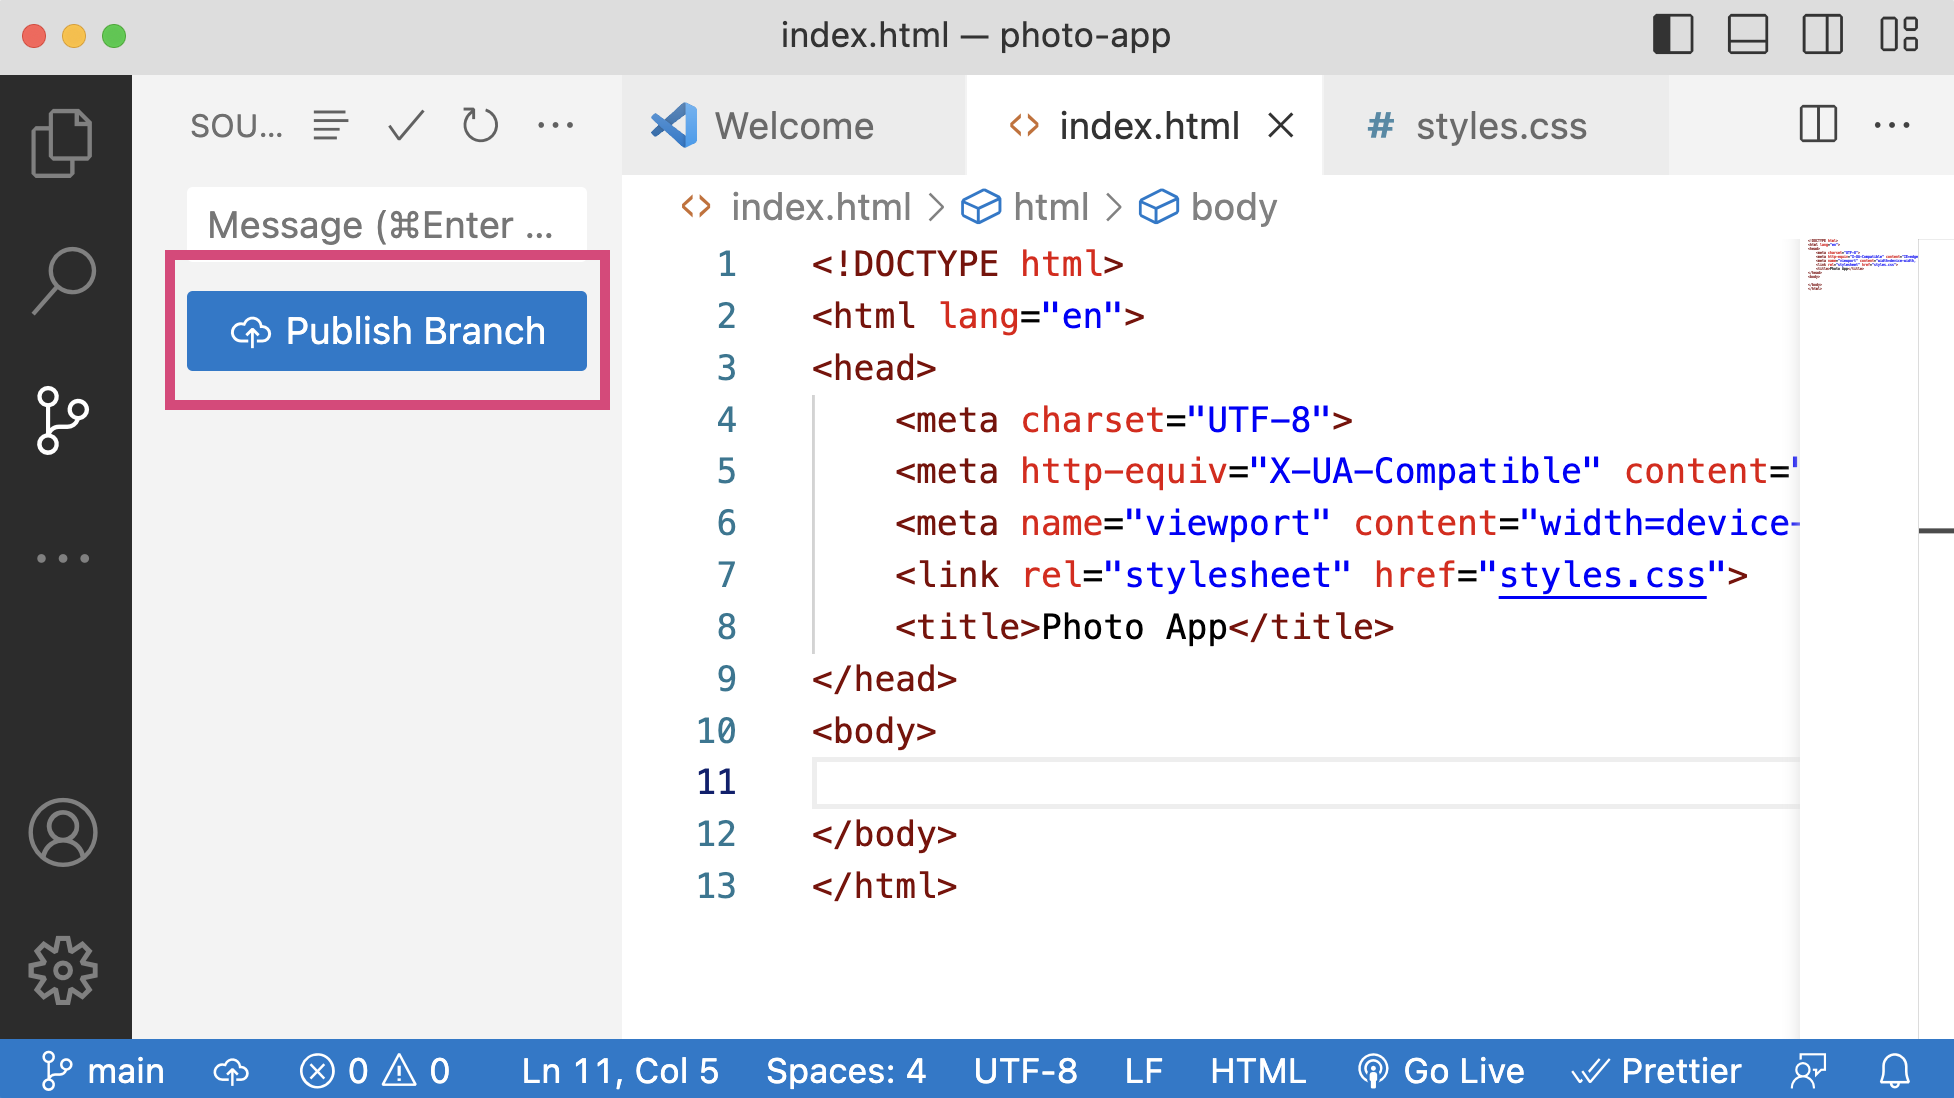 index.html — photo-app
SOU...
Message (⌘Enter ...
Publish Branch
Welcome
index.html
# styles.css
index.html > html > body
1 <!DOCTYPE html>
2 <html lang="en">
3 <head>
4 <meta charset="UTF-8">
5 <meta http-equiv="X-UA-Compatible" content="
6 <meta name="viewport" content="width=device-
7 <link rel="stylesheet" href="styles.css">
8 <title>Photo App</title>
9 </head>
10 <body>
11
12 </body>
13 </html>
main 0 0 Ln 11, Col 5 Spaces: 4 UTF-8 LF HTML Go Live Prettier